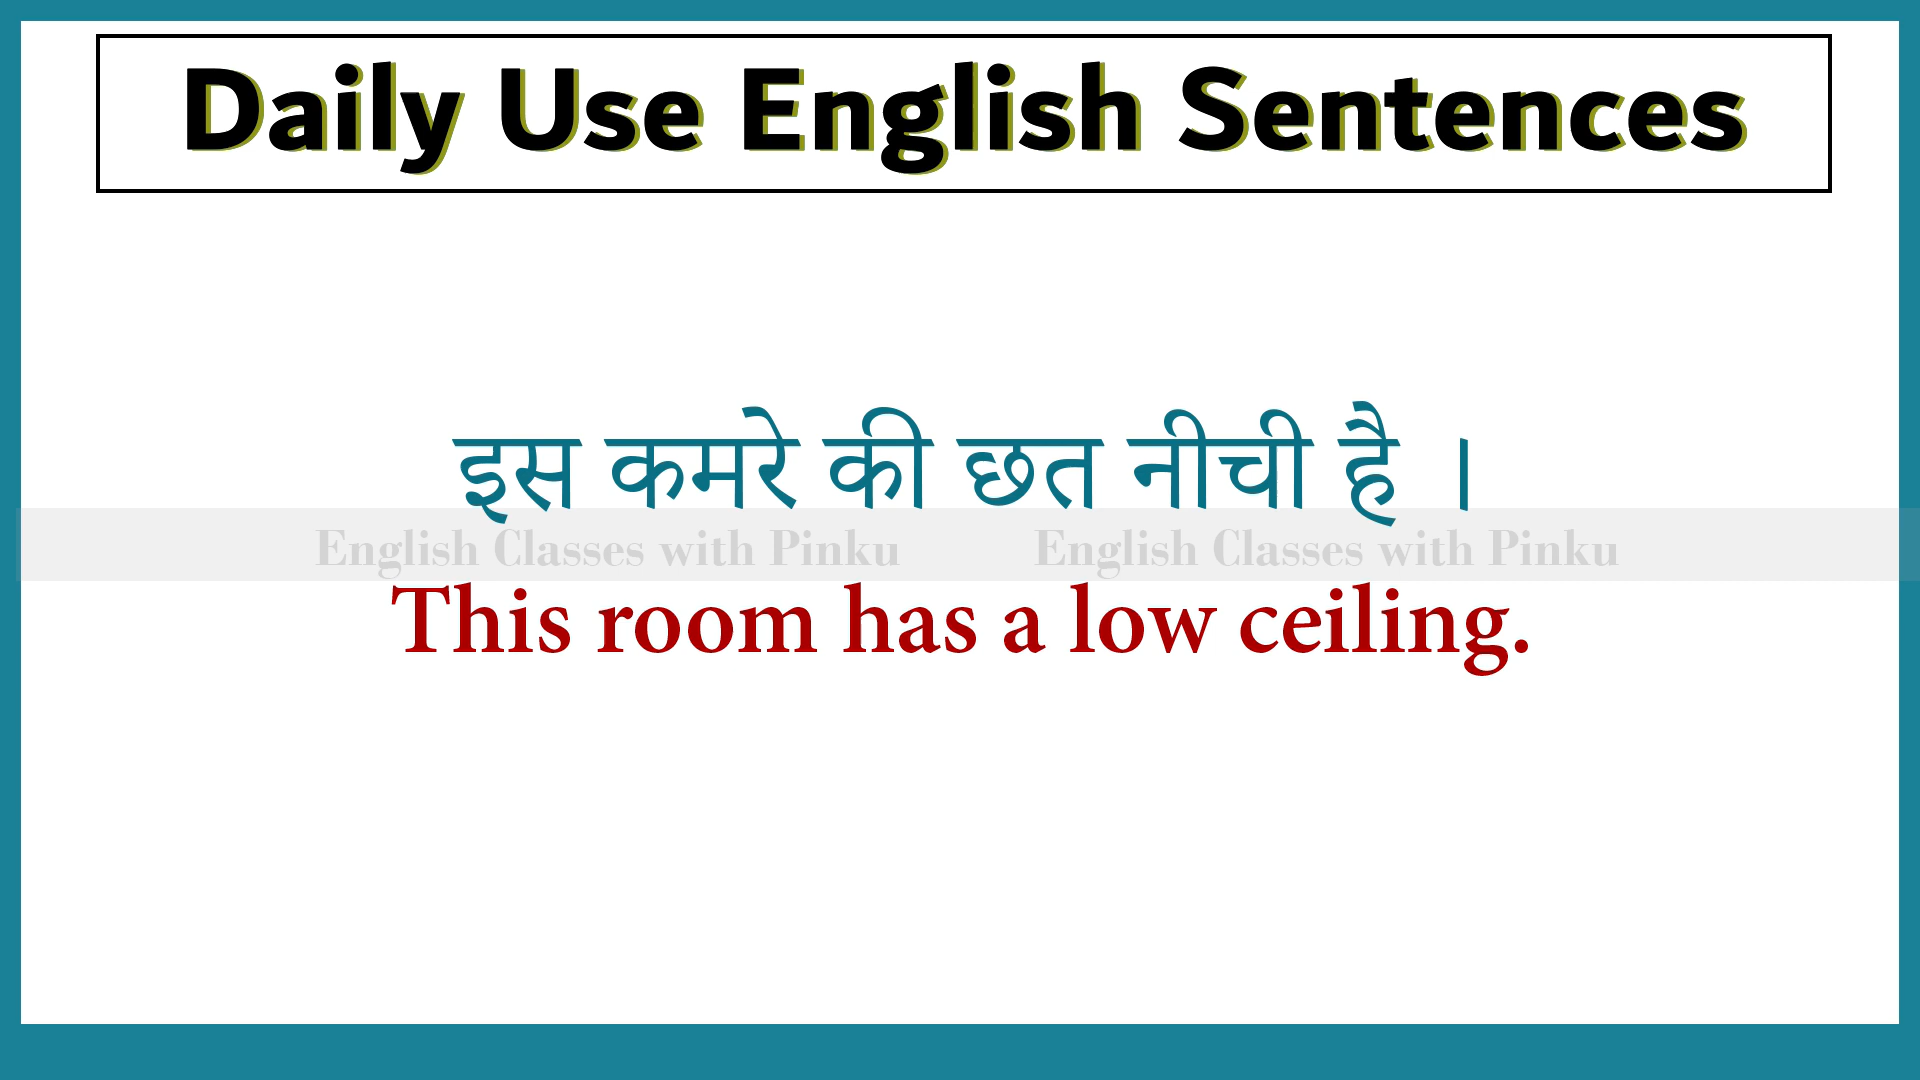 Daily Use English Sentences
इस कमरे की छत नीची है ।
English Classes with Pinku English Classes with Pinku
This room has a low ceiling.